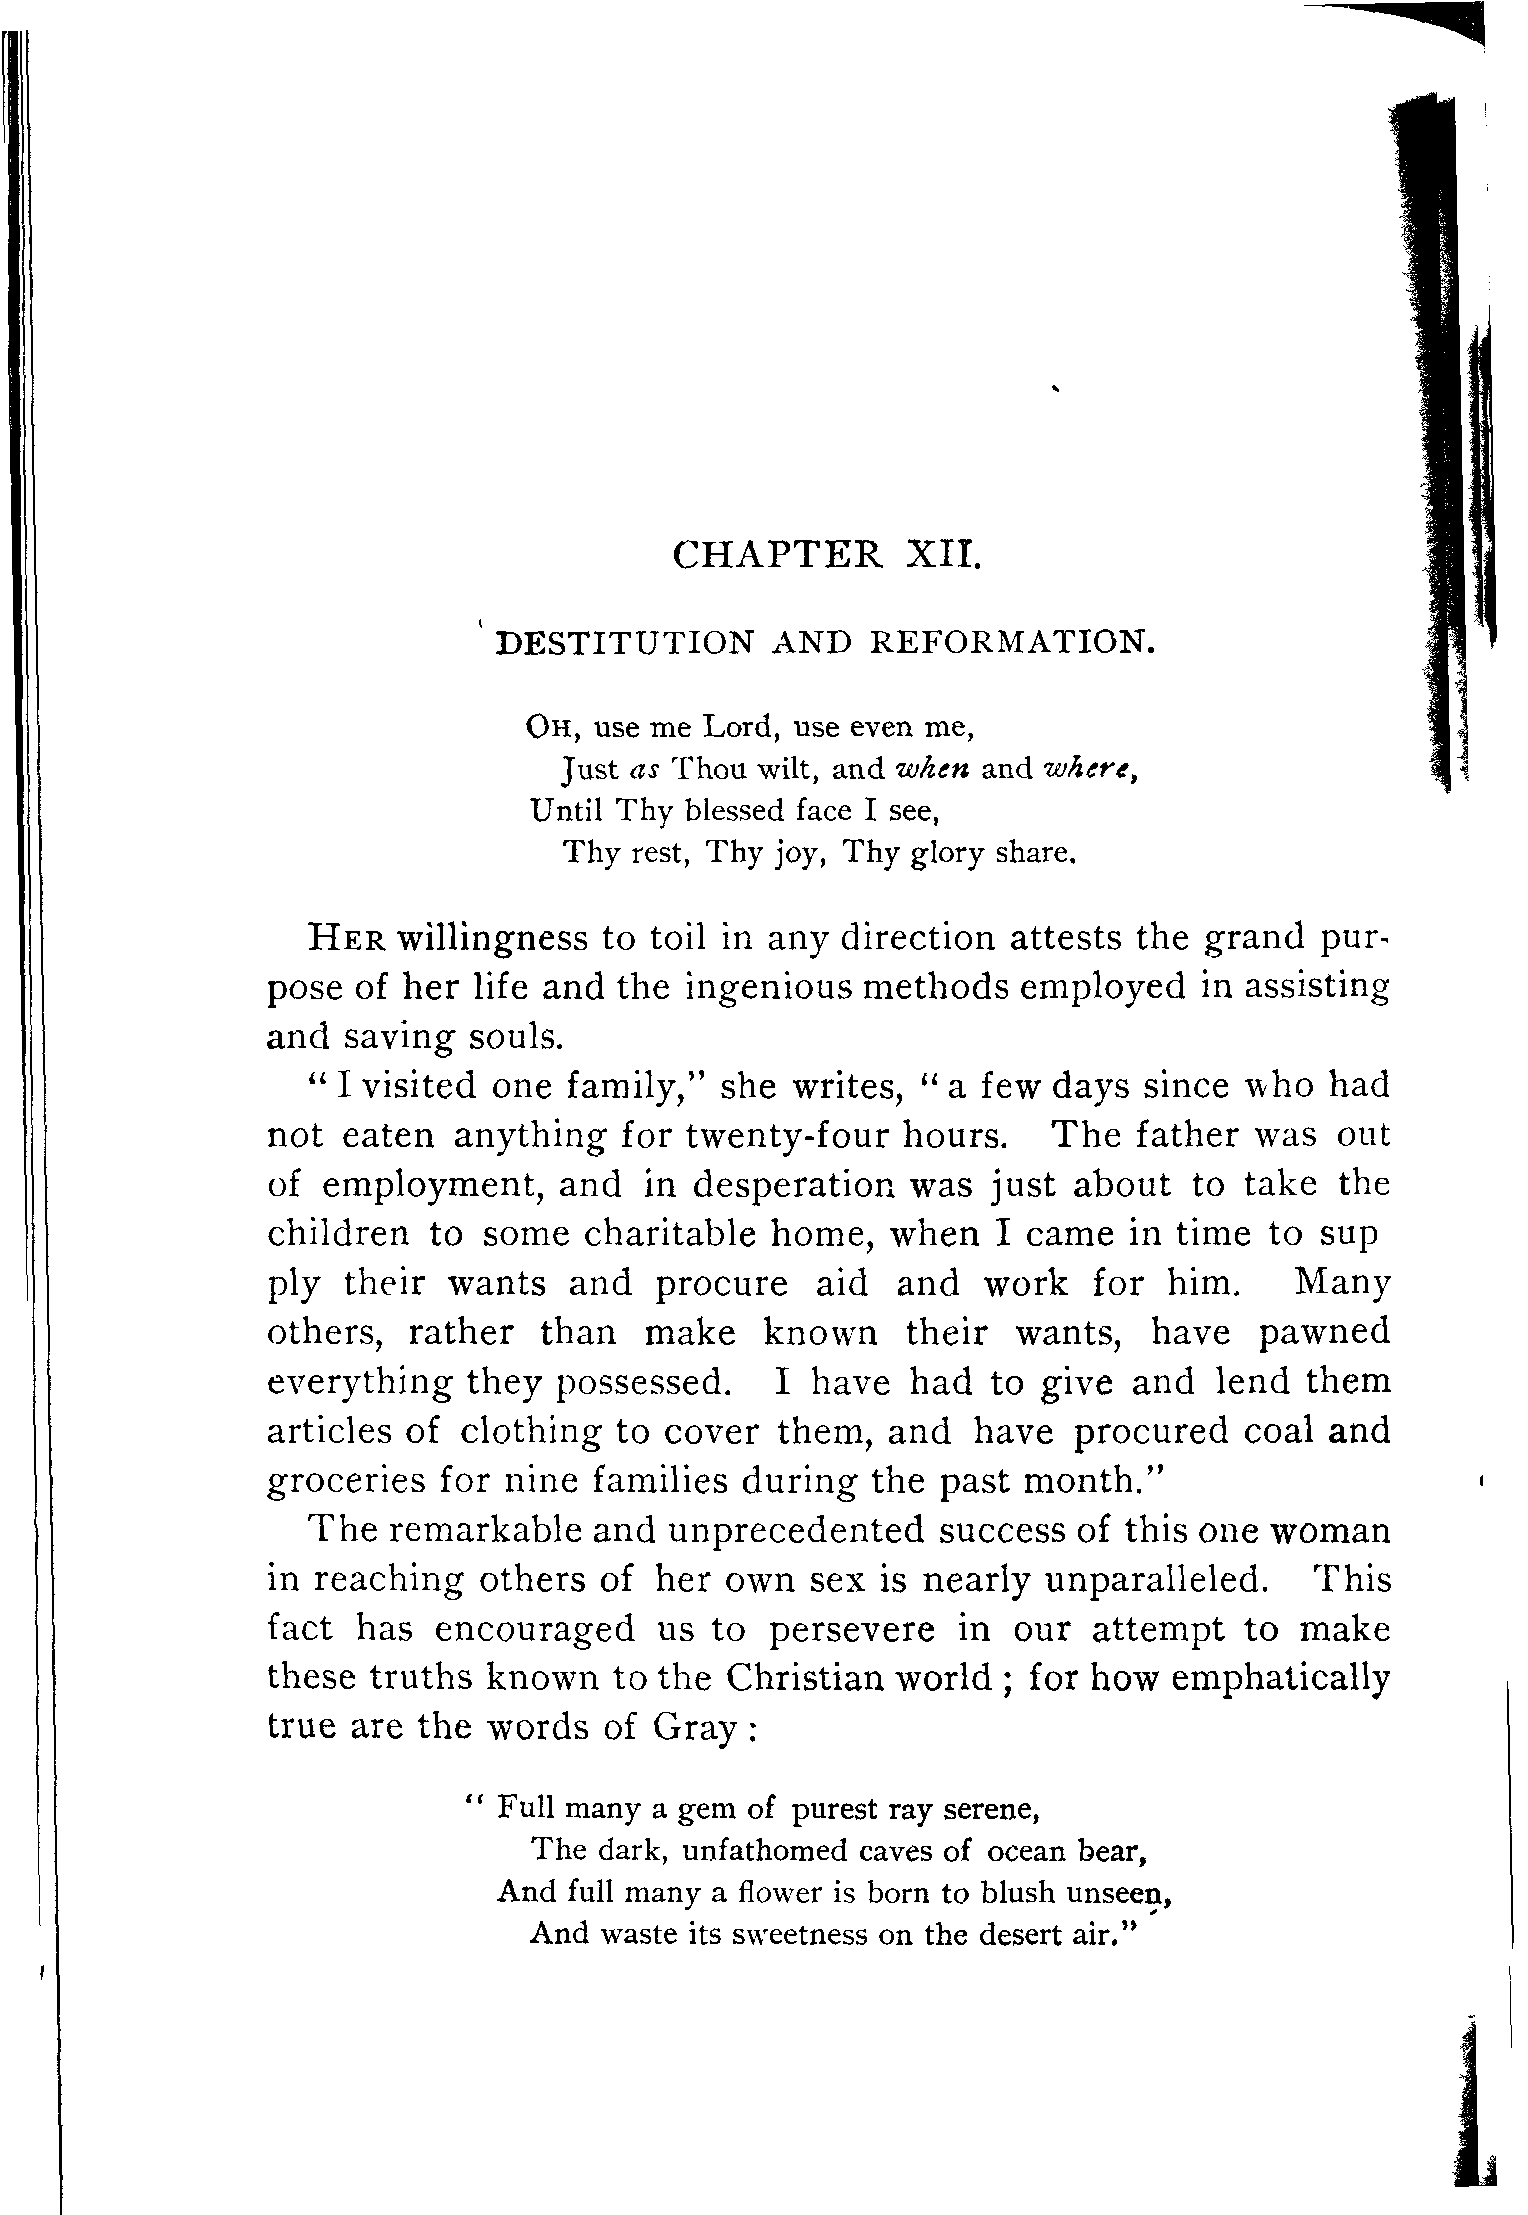 CHAPTER XII.
DESTITUTION AND REFORMATION.
OH, use me Lord, use even me,
Just as Thou wilt, and when and where,
Until Thy blessed face I see,
Thy rest, Thy joy, Thy glory share.
HER willingness to toil in any direction attests the grand pur-
pose of her life and the ingenious methods employed in assisting
and saving souls.
"I visited one family," she writes, "a few days since who had
not eaten anything for twenty-four hours. The father was out
of employment, and in desperation was just about to take the
children to some charitable home, when I came in time to sup
ply their wants and procure aid and work for him. Many
others, rather than make known their wants, have pawned
everything they possessed. I have had to give and lend them
articles of clothing to cover them, and have procured coal and
groceries for nine families during the past month."
The remarkable and unprecedented success of this one woman
in reaching others of her own sex is nearly unparalleled. This
fact has encouraged us to persevere in our attempt to make
these truths known to the Christian world; for how emphatically
true are the words of Gray:
"Full many a gem of purest ray serene,
The dark, unfathomed caves of ocean bear,
And full many a flower is born to blush unseen,
And waste its sweetness on the desert air."